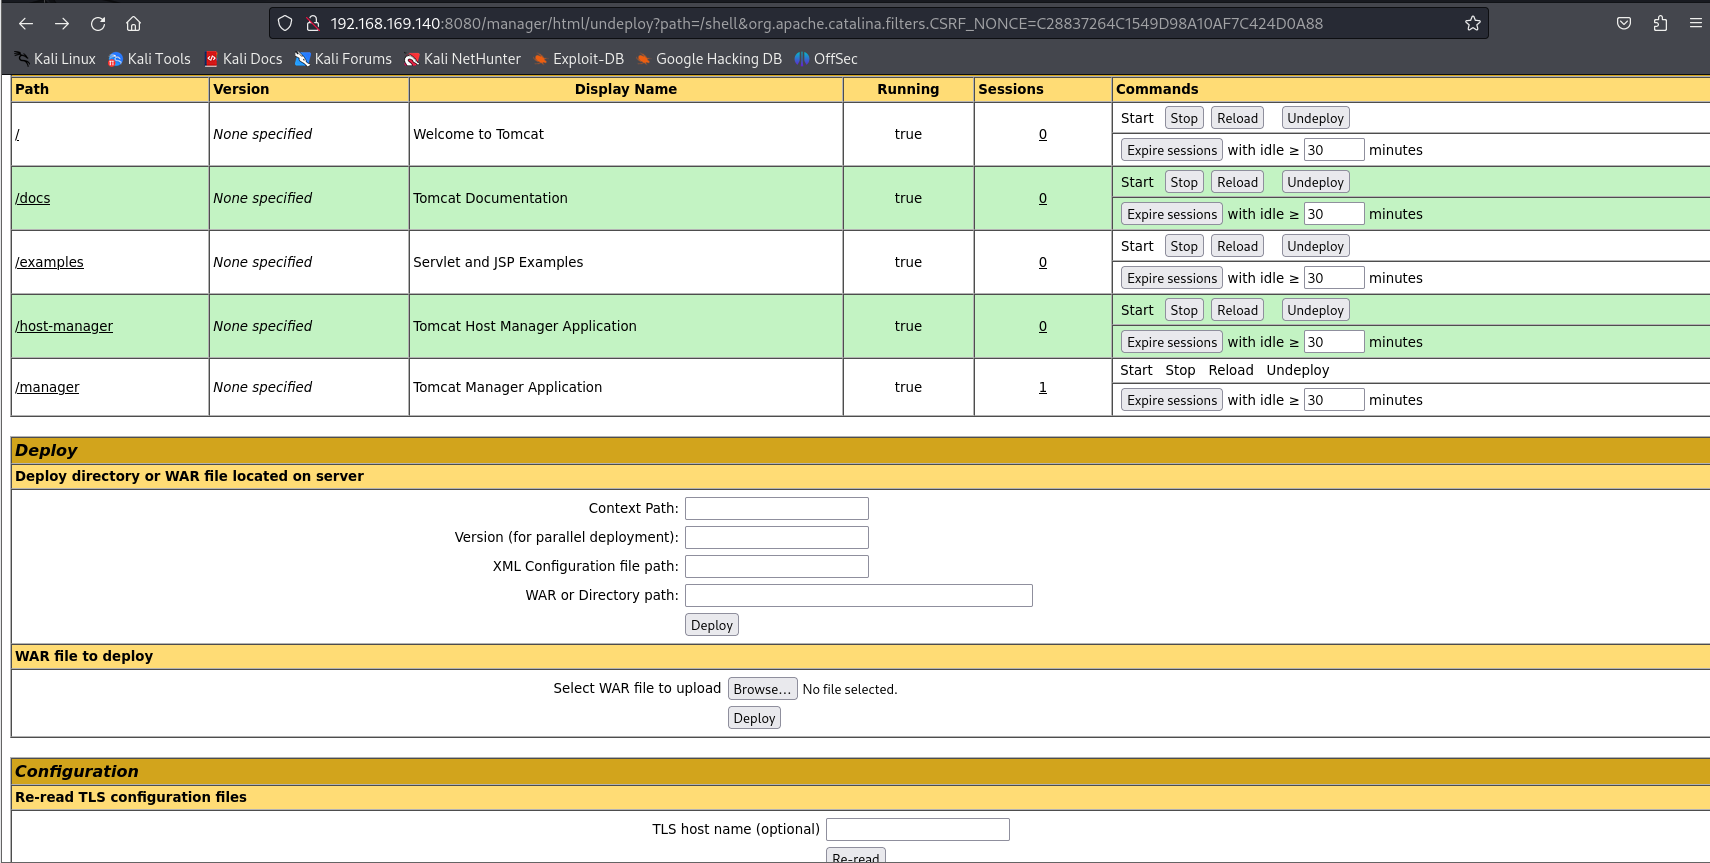 192.168.169.140:8080/manager/html/undeploy?path=/shell&org.apache.catalina.filters.CSRF_NONCE=C28837264C1549D98A10AF7C424D0A88
Kali Linux Kali Tools Kali Docs Kali Forums Kali NetHunter Exploit-DB Google Hacking DB OffSec
Path Version Display Name Running Sessions Commands
/ None specified Welcome to Tomcat true 0 Start Stop Reload Undeploy
Expire sessions with idle ≥ 30 minutes
/docs None specified Tomcat Documentation true 0 Start Stop Reload Undeploy
Expire sessions with idle ≥ 30 minutes
/examples None specified Servlet and JSP Examples true 0 Start Stop Reload Undeploy
Expire sessions with idle ≥ 30 minutes
/host-manager None specified Tomcat Host Manager Application true 0 Start Stop Reload Undeploy
Expire sessions with idle ≥ 30 minutes
/manager None specified Tomcat Manager Application true 1 Start Stop Reload Undeploy
Expire sessions with idle ≥ 30 minutes
Deploy
Deploy directory or WAR file located on server
Context Path:
Version (for parallel deployment):
XML Configuration file path:
WAR or Directory path:
Deploy
WAR file to deploy
Select WAR file to upload Browse... No file selected.
Deploy
Configuration
Re-read TLS configuration files
TLS host name (optional)
Re-read